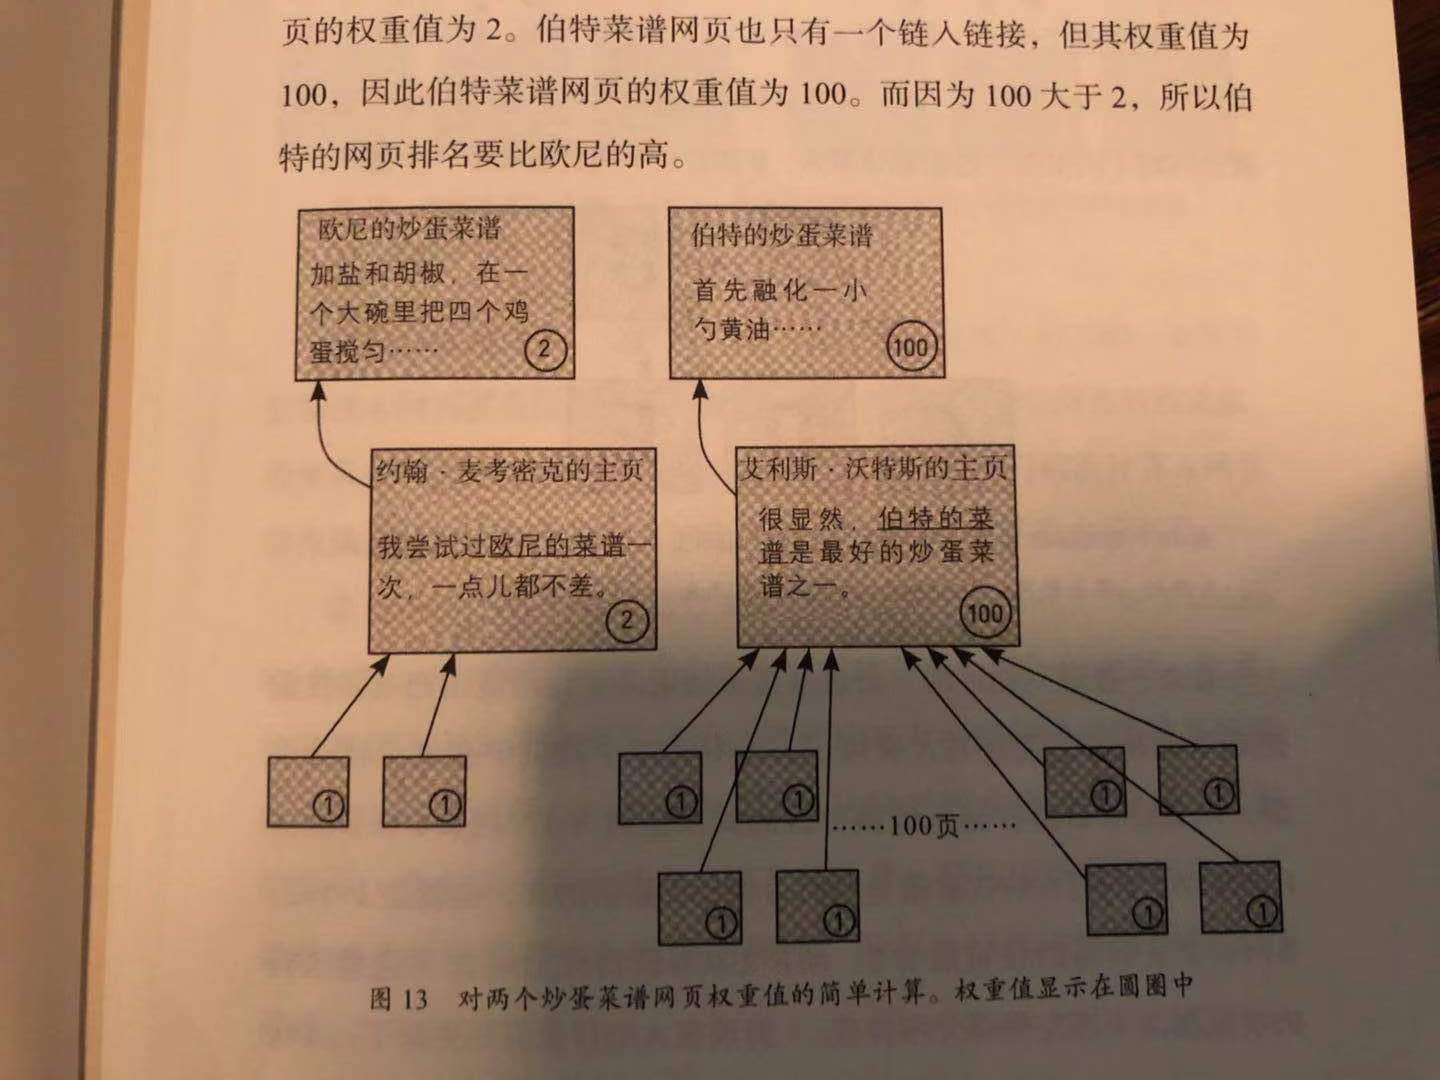 页的权重值为 2。伯特菜谱网页也只有一个链入链接，但其权重值为
100，因此伯特菜谱网页的权重值为 100。而因为 100 大于 2，所以伯
特的网页排名要比欧尼的高。
欧尼的炒蛋菜谱
加盐和胡椒，在一
个大碗里把四个鸡
蛋搅匀……
2
伯特的炒蛋菜谱
首先融化一小
勺黄油……
100
约翰·麦考密克的主页
我尝试过欧尼的菜谱一
次，一点儿都不差。
2
艾利斯·沃特斯的主页
很显然，伯特的菜
谱是最好的炒蛋菜
谱之一。
100
1
1
1
1
1
1
……100页……
1
1
1
1
图 13 对两个炒蛋菜谱网页权重值的简单计算。权重值显示在圆圈中